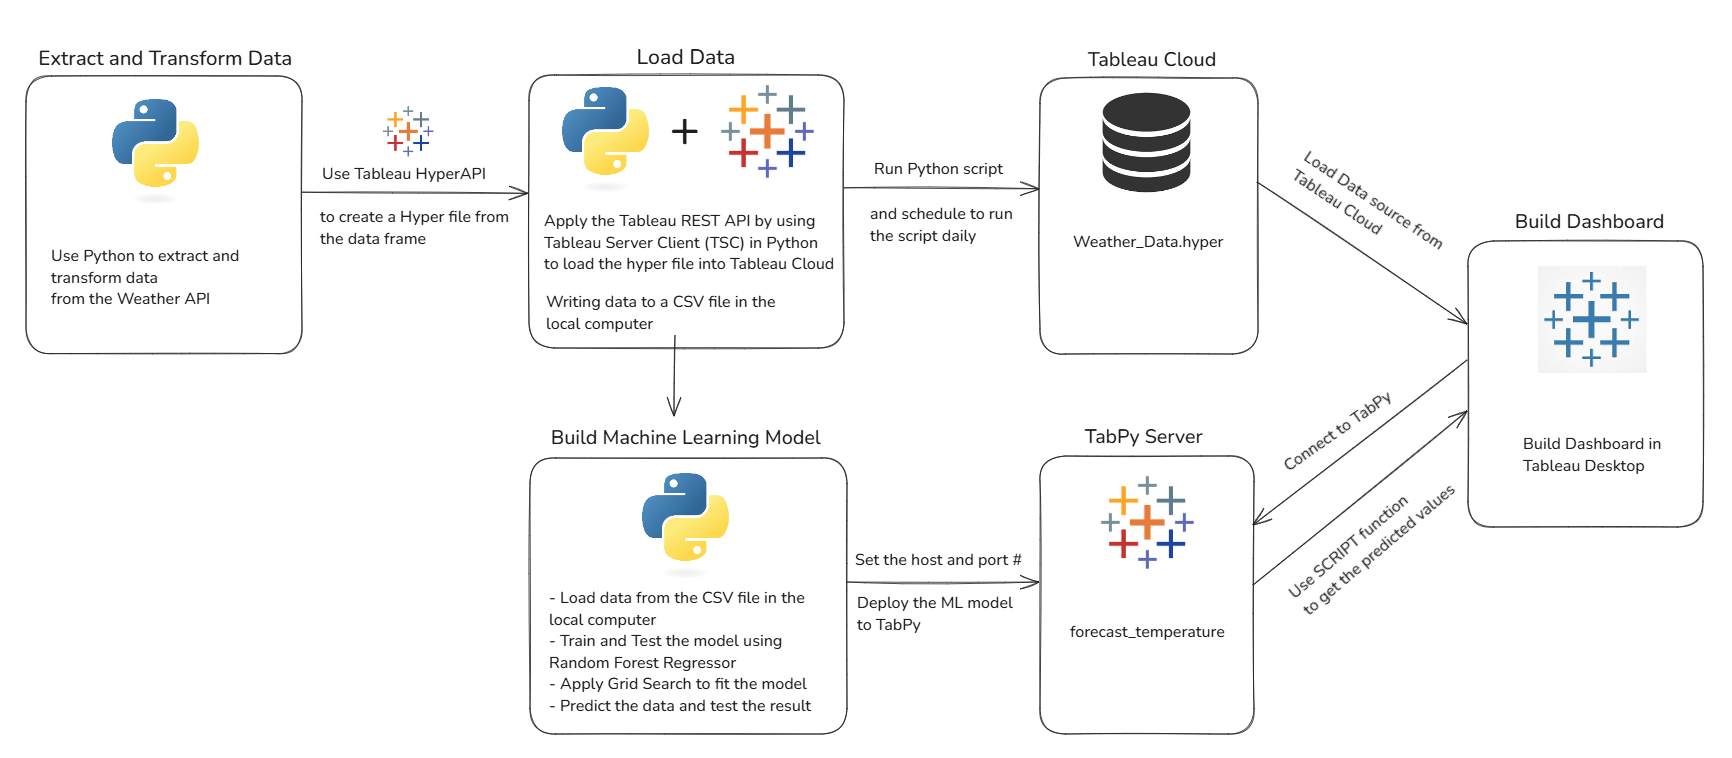 Extract and Transform Data
Use Python to extract and
transform data
from the Weather API
Use Tableau HyperAPI
to create a Hyper file from
the data frame
Load Data
Apply the Tableau REST API by using
Tableau Server Client (TSC) in Python
to load the hyper file into Tableau Cloud
Writing data to a CSV file in the
local computer
Run Python script
and schedule to run
the script daily
Tableau Cloud
Weather_Data.hyper
Load Data source from
Tableau Cloud
Build Dashboard
Build Dashboard in
Tableau Desktop
Build Machine Learning Model
- Load data from the CSV file in the
local computer
- Train and Test the model using
Random Forest Regressor
- Apply Grid Search to fit the model
- Predict the data and test the result
Set the host and port #
Deploy the ML model
to TabPy
TabPy Server
forecast_temperature
Connect to TabPy
Use SCRIPT function
to get the predicted values